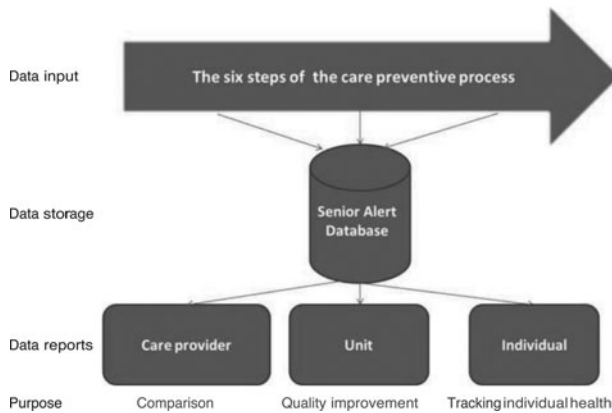 Data input
The six steps of the care preventive process
Data storage
Senior Alert
Database
Data reports
Care provider
Unit
Individual
Purpose
Comparison
Quality improvement
Tracking individual health